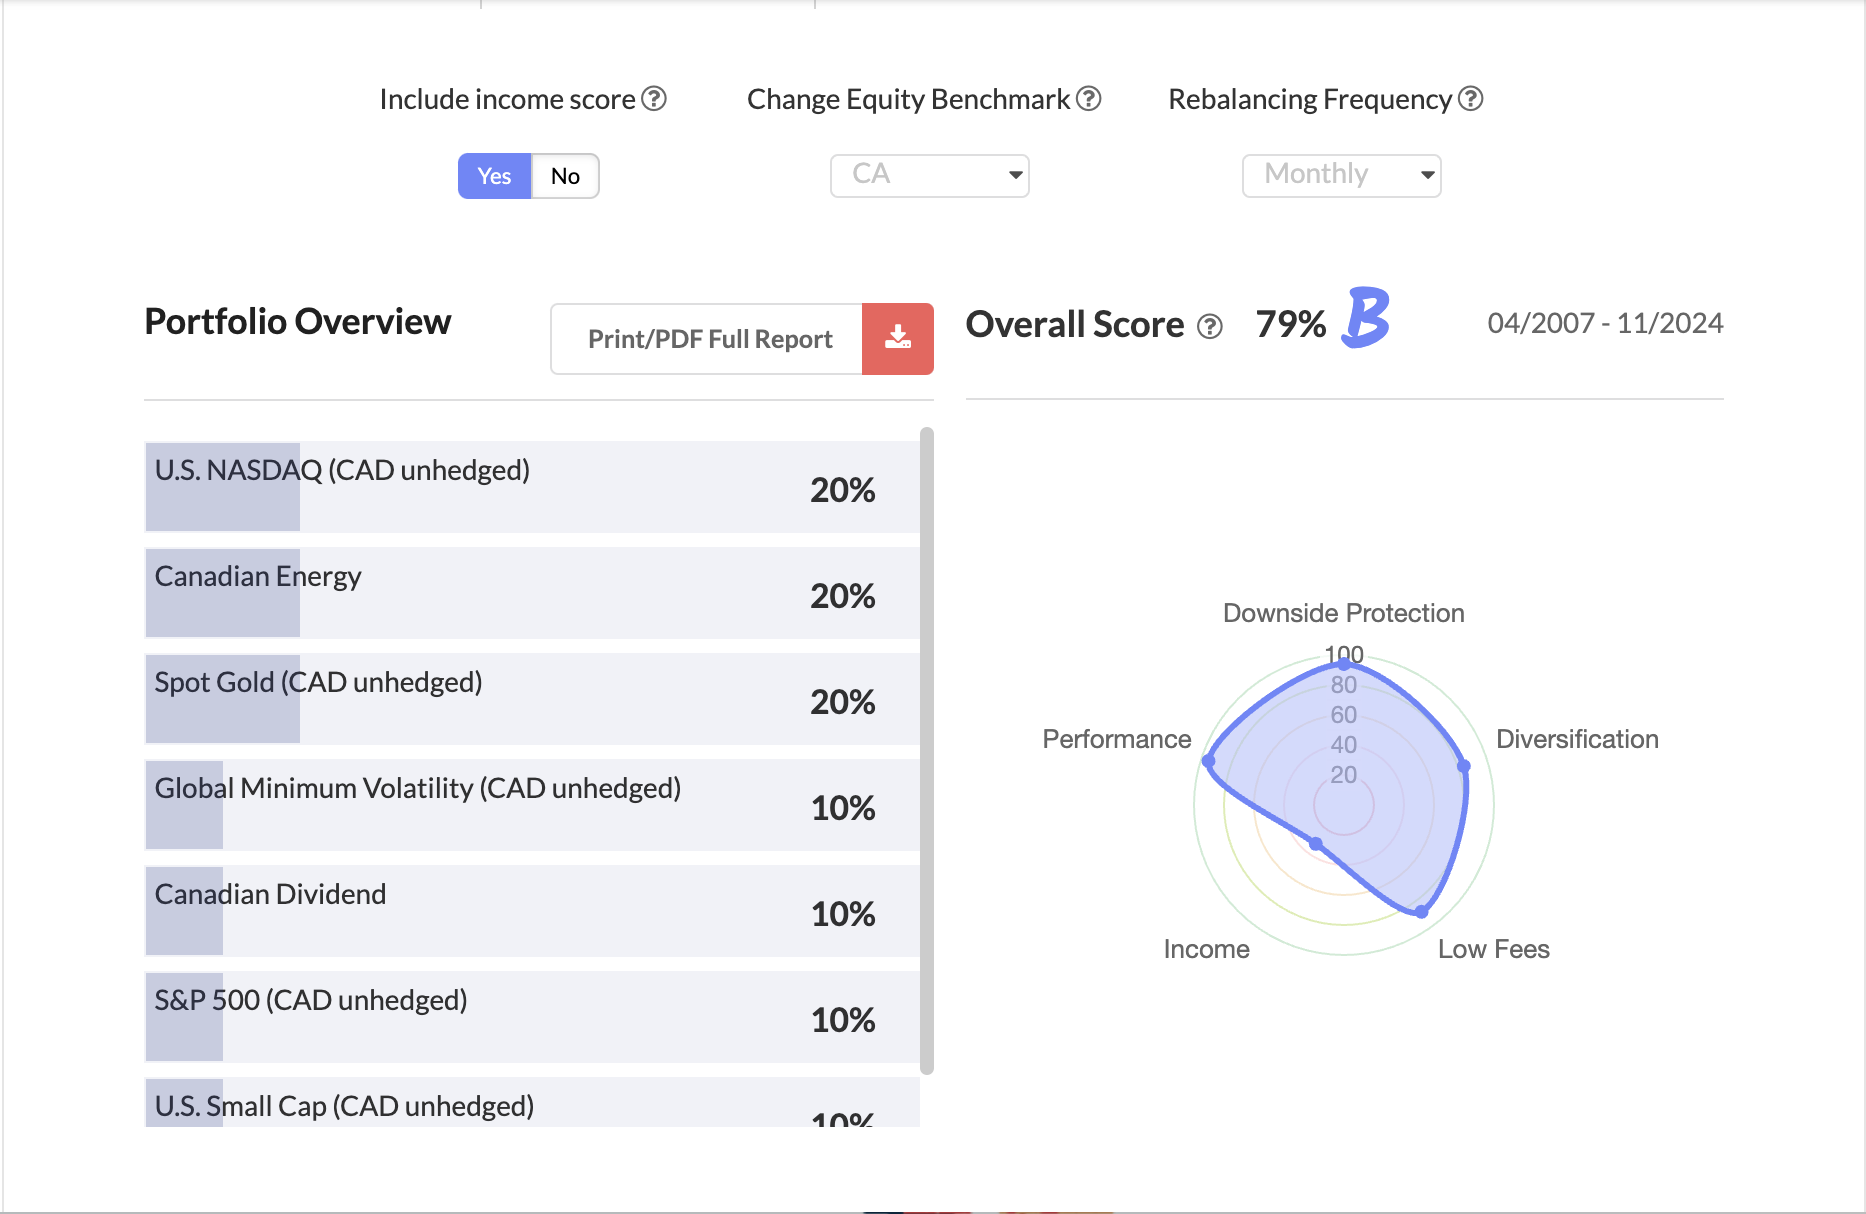 Include income score ?
Change Equity Benchmark ?
Rebalancing Frequency ?
Yes No
CA
Monthly
Portfolio Overview
Print/PDF Full Report
Overall Score ? 79% B
04/2007 - 11/2024
U.S. NASDAQ (CAD unhedged) 20%
Canadian Energy 20%
Spot Gold (CAD unhedged) 20%
Global Minimum Volatility (CAD unhedged) 10%
Canadian Dividend 10%
S&P 500 (CAD unhedged) 10%
U.S. Small Cap (CAD unhedged) 10%
Downside Protection
100
80
60
40
20
Performance
Diversification
Income
Low Fees